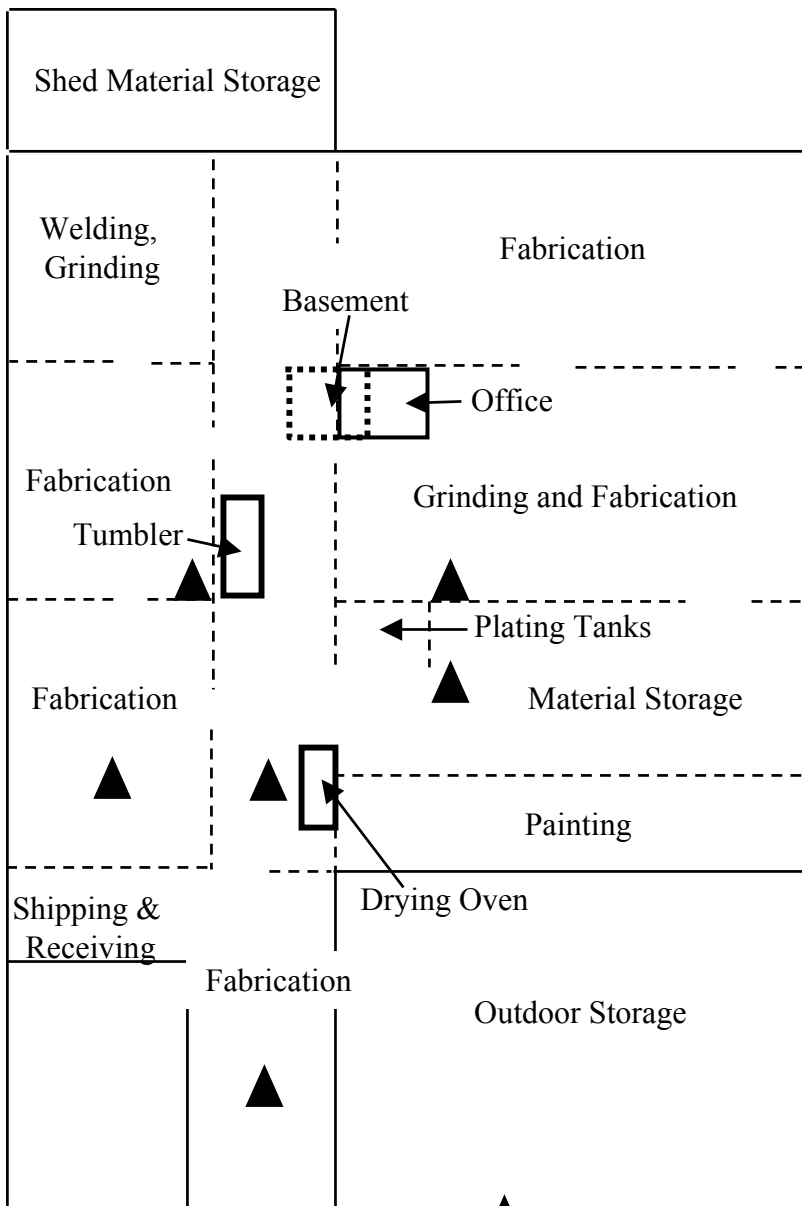 Shed Material Storage
Welding,
Grinding
Fabrication
Basement
Office
Fabrication
Grinding and Fabrication
Tumbler
Plating Tanks
Fabrication
Material Storage
Painting
Drying Oven
Shipping &
Receiving
Fabrication
Outdoor Storage